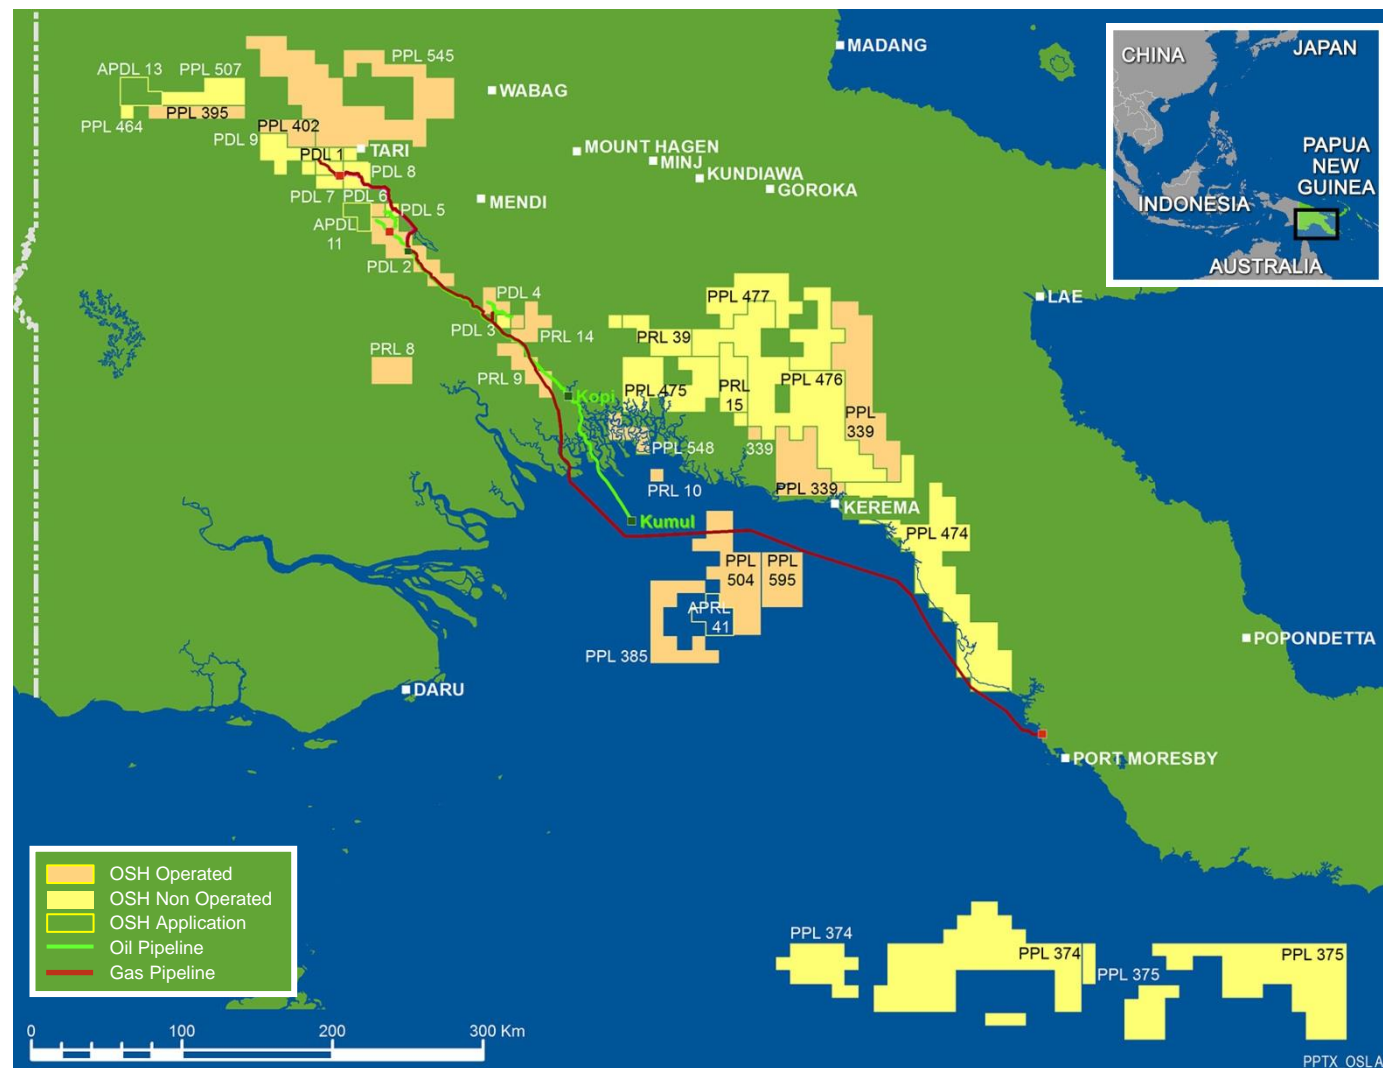 MADANG
CHINA
JAPAN
PAPUA
NEW
GUINEA
INDONESIA
AUSTRALIA
PPL 545
APDL 13
PPL 507
WABAG
PPL 395
PPL 464
PPL 402
PDL 9
TARI
MOUNT HAGEN
MINJ
KUNDIAWA
GOROKA
PDL 1
PDL 8
PDL 7
PDL 6
MENDI
PDL 5
APDL
11
PDL 2
PDL 4
PPL 477
LAE
PDL 3
PRL 14
PRL 39
PRL 8
PRL 9
PPL 475
PRL
15
PPL 476
Kopi
PPL
339
PPL 548
339
PRL 10
PPL 339
KEREMA
Kumul
PPL 474
PPL
504
PPL
595
APRL
41
PPL 385
POPONDETTA
DARU
PORT MORESBY
OSH Operated
OSH Non Operated
OSH Application
Oil Pipeline
Gas Pipeline
PPL 374
PPL 374
PPL 375
PPL 375
0
100
200
300 Km
PPTX_OSLA